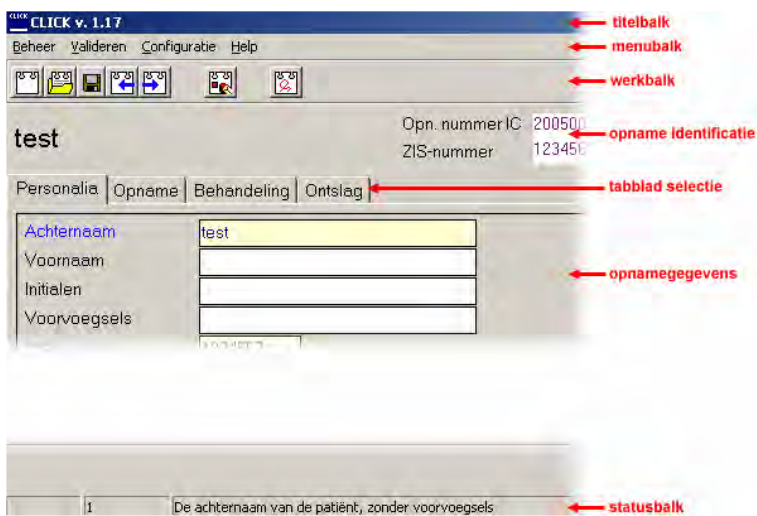 CLICK CLICK v. 1.17 titelbalk
Beheer Valideren Configuratie Help menubalk
werkbalk
Opn. nummer IC 200500 opname identificatie
test
ZIS-nummer 123456
Personalia Opname Behandeling Ontslag tabblad selectie
Achternaam test
Voornaam opnamegegevens
Initialen
Voorvoegsels
1 De achternaam van de patiënt, zonder voorvoegsels statusbalk